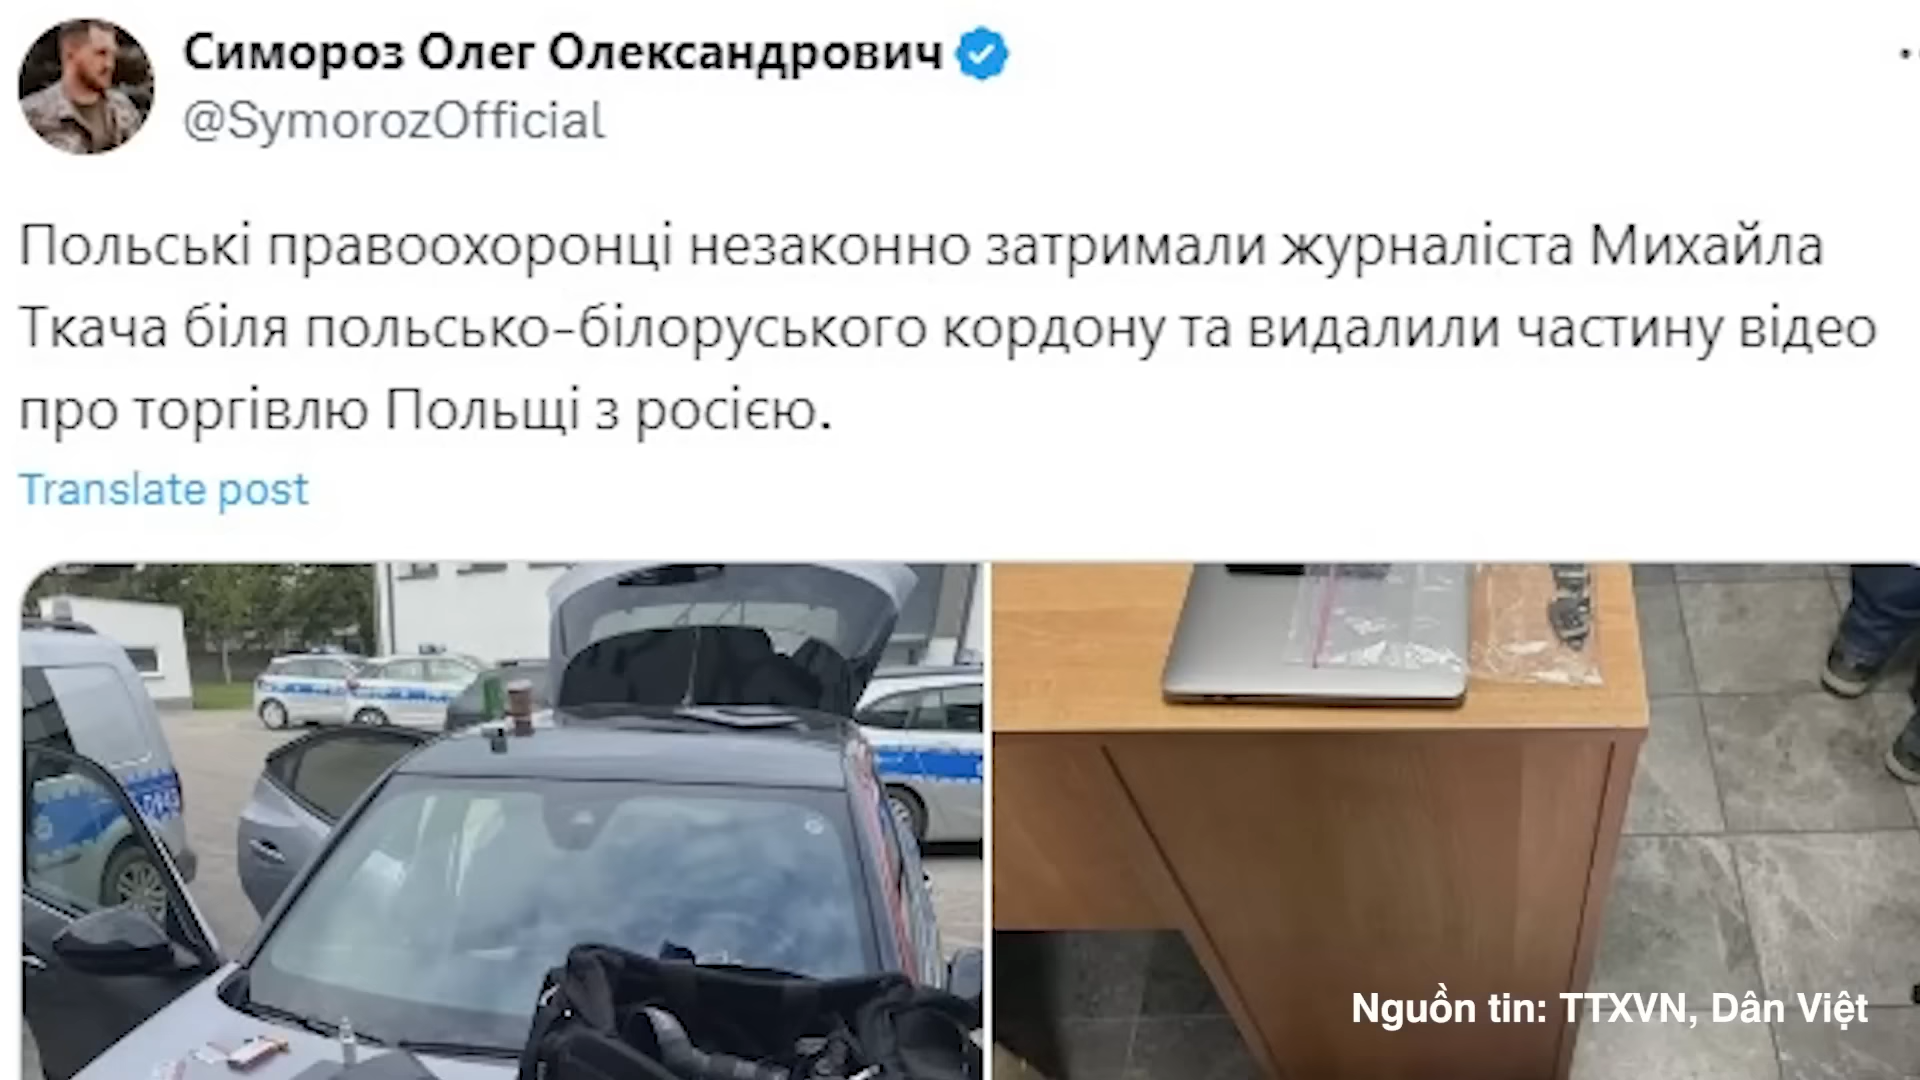 Симороз Олег Олександрович
@SymorozOfficial
Польські правоохоронці незаконно затримали журналіста Михайла
Ткача біля польсько-білоруського кордону та видалили частину відео
про торгівлю Польщі з росією.
Translate post
Nguồn tin: TTXVN, Dân Việt